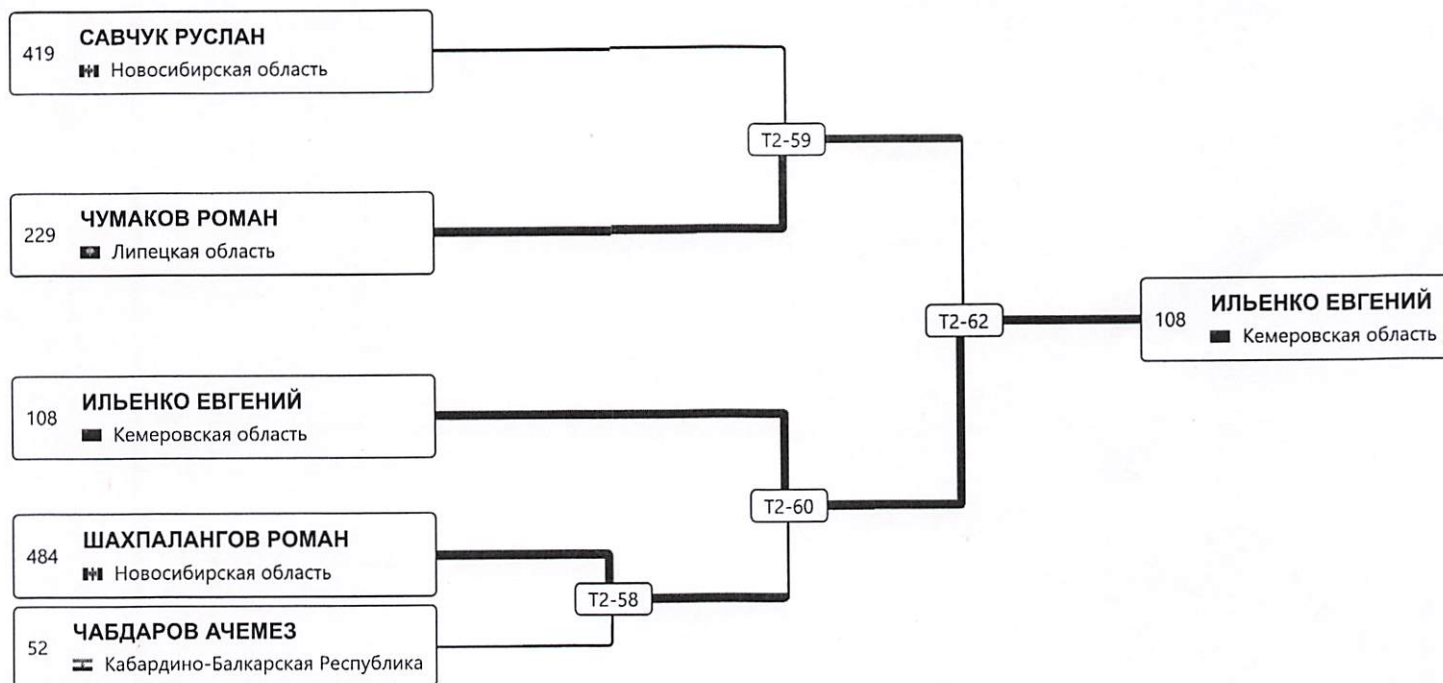 419 САВЧУК РУСЛАН
Новосибирская область
T2-59
229 ЧУМАКОВ РОМАН
Липецкая область
T2-62
108 ИЛЬЕНКО ЕВГЕНИЙ
Кемеровская область
108 ИЛЬЕНКО ЕВГЕНИЙ
Кемеровская область
T2-60
484 ШАХПАЛАНГОВ РОМАН
Новосибирская область
T2-58
52 ЧАБДАРОВ АЧЕМЕЗ
Кабардино-Балкарская Республика